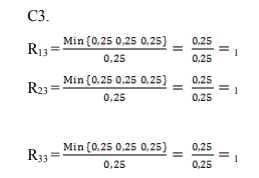 C3.
R₁₃ = Min {0,25 0,25 0,25} / 0,25 = 0,25 / 0,25 = 1
R₂₃ = Min {0,25 0,25 0,25} / 0,25 = 0,25 / 0,25 = 1
R₃₃ = Min {0,25 0,25 0,25} / 0,25 = 0,25 / 0,25 = 1